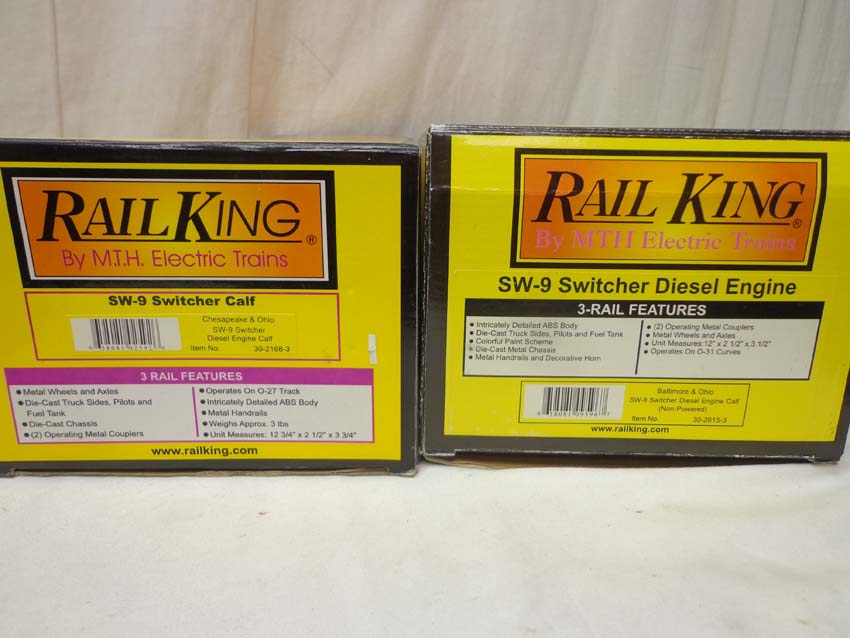 RAIL KING ®
By M.T.H. Electric Trains
SW-9 Switcher Calf
Chesapeake & Ohio
SW-9 Switcher
Diesel Engine Calf
Item No. 30-2168-3
3 RAIL FEATURES
• Metal Wheels and Axles
• Die-Cast Truck Sides, Pilots and
Fuel Tank
• Die-Cast Chassis
• (2) Operating Metal Couplers
• Operates On O-27 Track
• Intricately Detailed ABS Body
• Metal Handrails
• Weighs Approx. 3 lbs
• Unit Measures: 12 3/4" x 2 1/2" x 3 3/4"
www.railking.com
RAIL KING ®
By MTH Electric Trains
SW-9 Switcher Diesel Engine
3-RAIL FEATURES
• Intricately Detailed ABS Body
• Die-Cast Truck Sides, Pilots and Fuel Tank
• Colorful Paint Scheme
• Die-Cast Metal Chassis
• Metal Handrails and Decorative Horn
• (2) Operating Metal Couplers
• Metal Wheels and Axles
• Unit Measures:12" x 2 1/2" x 3 1/2"
• Operates On O-31 Curves
Baltimore & Ohio
SW-9 Switcher Diesel Engine Calf
(Non-Powered)
Item No. 30-2615-3
www.railking.com